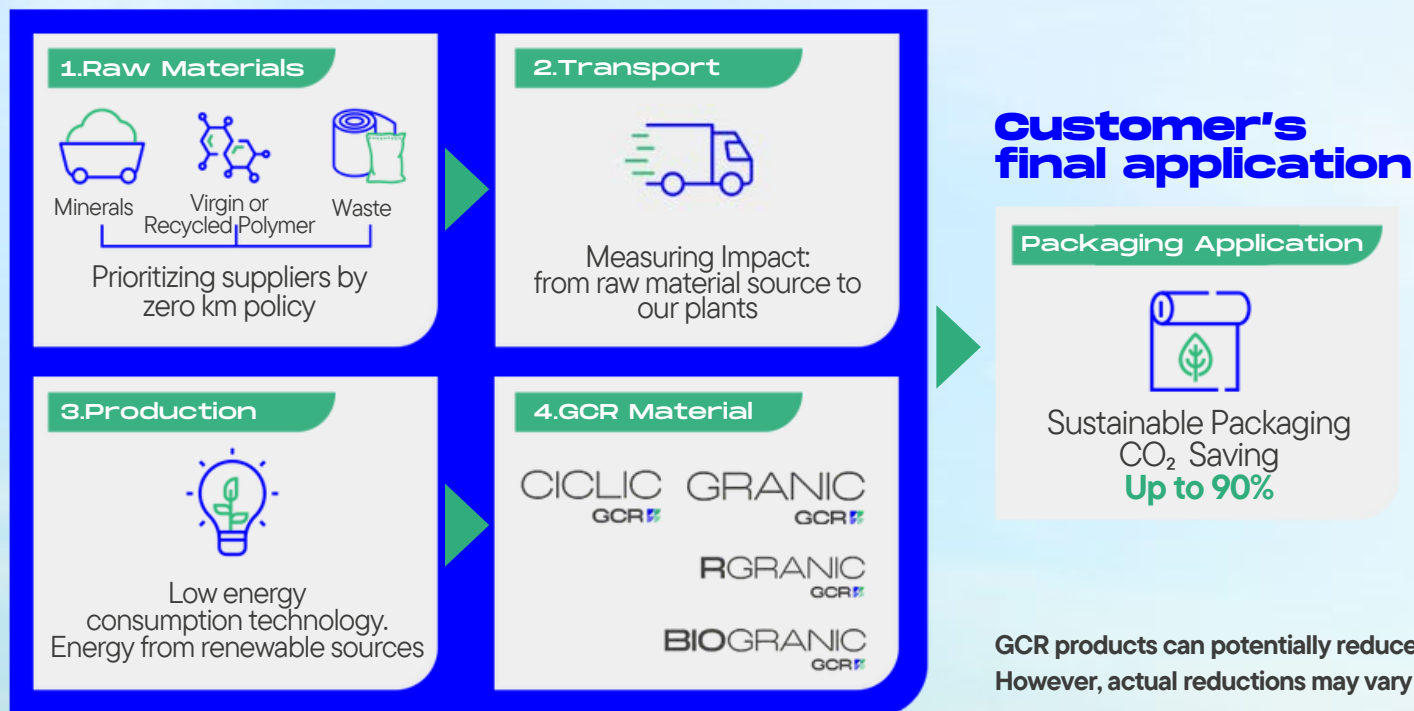 1.Raw Materials
Minerals
Virgin or
Recycled Polymer
Waste
Prioritizing suppliers by
zero km policy
2.Transport
Measuring Impact:
from raw material source to
our plants
3.Production
Low energy
consumption technology.
Energy from renewable sources
4.GCR Material
CICLIC
GCR
GRANIC
GCR
RGRANIC
GCR
BIOGRANIC
GCR
Customer's
final application
Packaging Application
Sustainable Packaging
CO₂ Saving
Up to 90%
GCR products can potentially reduce
However, actual reductions may vary